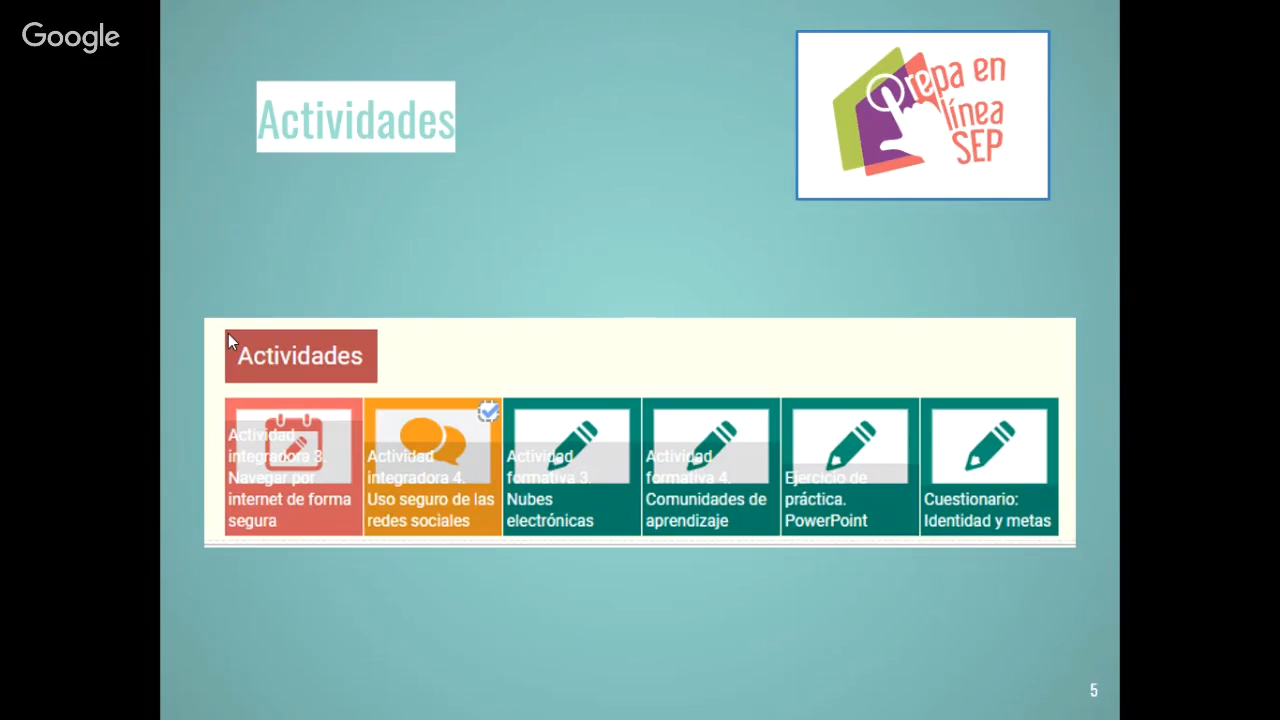 Google
Actividades
Prepa en
línea
SEP
Actividades
Actividad
integradora 3.
Navegar por
internet de forma
segura
Actividad
integradora 4.
Uso seguro de las
redes sociales
Actividad
formativa 3.
Nubes
electrónicas
Actividad
formativa 4.
Comunidades de
aprendizaje
Ejercicio de
práctica.
PowerPoint
Cuestionario:
Identidad y metas
5